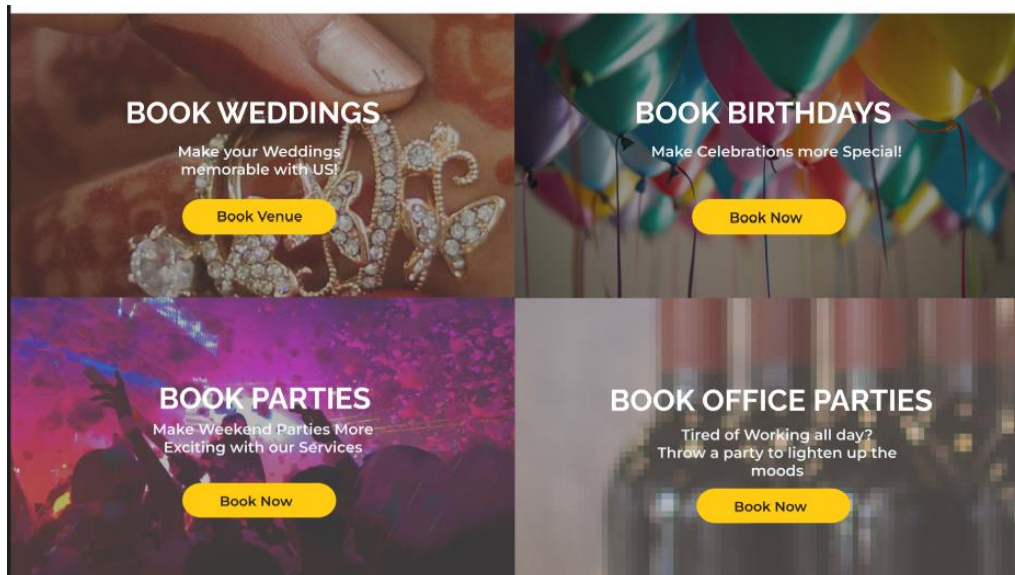 BOOK WEDDINGS
Make your Weddings
memorable with US!
Book Venue
BOOK BIRTHDAYS
Make Celebrations more Special!
Book Now
BOOK PARTIES
Make Weekend Parties More
Exciting with our Services
Book Now
BOOK OFFICE PARTIES
Tired of Working all day?
Throw a party to lighten up the
moods
Book Now